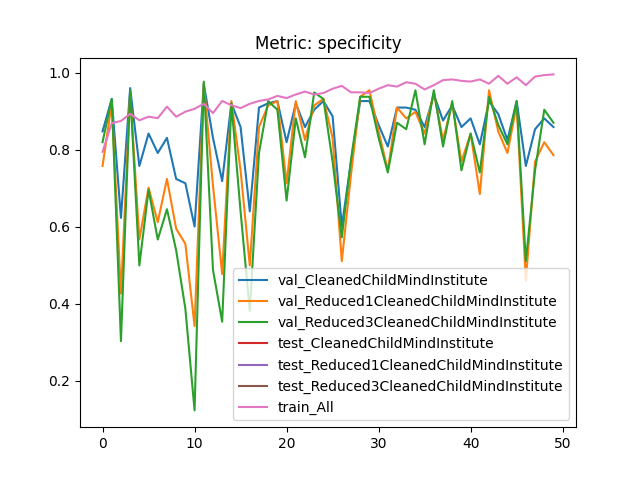 Metric: specificity
1.0
0.8
0.6
0.4
0.2
0
10
20
30
40
50
val_CleanedChildMindInstitute
val_Reduced1CleanedChildMindInstitute
val_Reduced3CleanedChildMindInstitute
test_CleanedChildMindInstitute
test_Reduced1CleanedChildMindInstitute
test_Reduced3CleanedChildMindInstitute
train_All